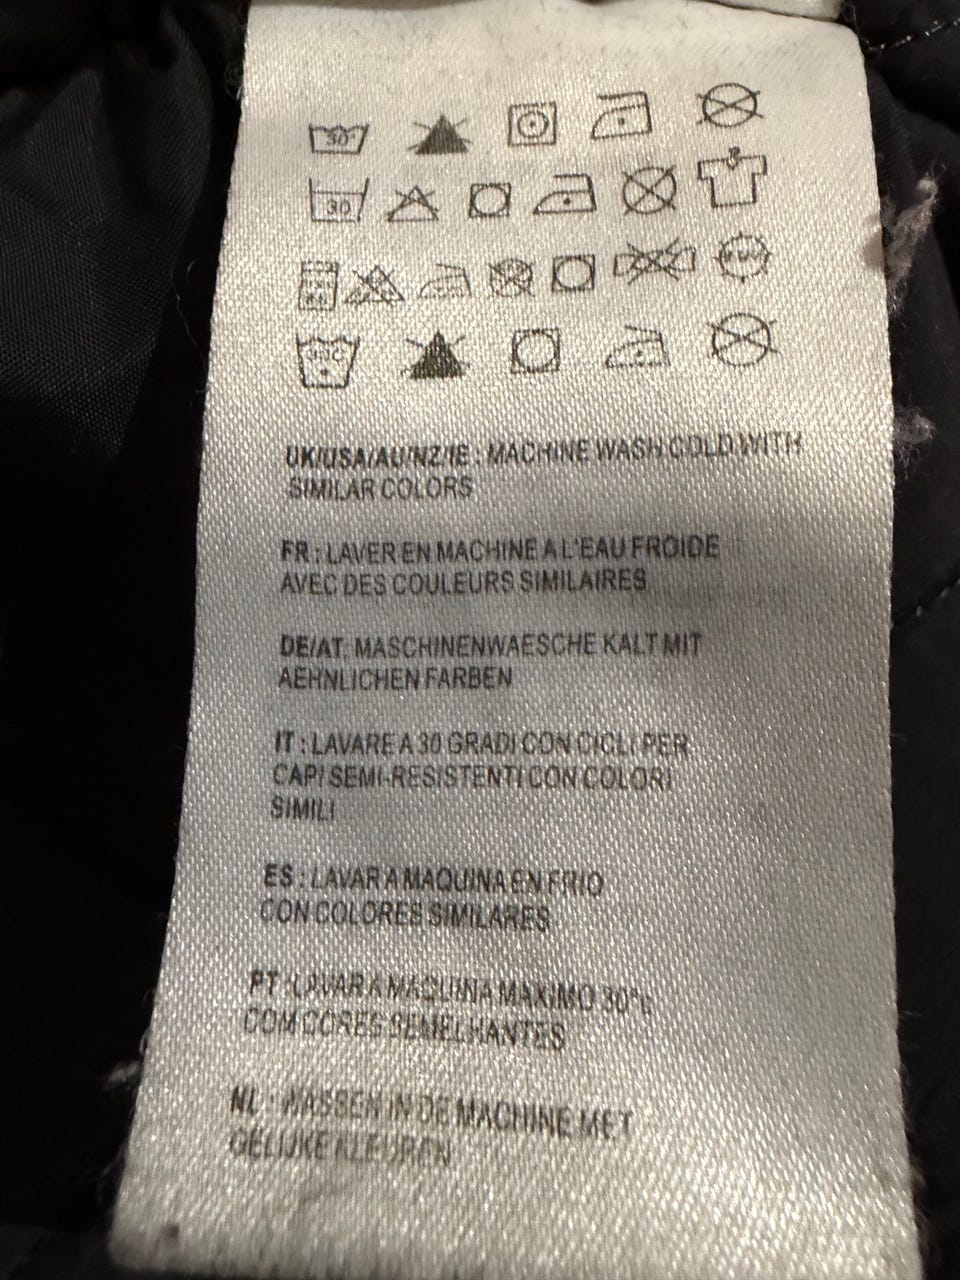 30°
30
30C
UK/USA/AU/NZ/IE : MACHINE WASH COLD WITH
SIMILAR COLORS
FR : LAVER EN MACHINE A L'EAU FROIDE
AVEC DES COULEURS SIMILAIRES
DE/AT: MASCHINENWAESCHE KALT MIT
AEHNLICHEN FARBEN
IT : LAVARE A 30 GRADI CON CICLI PER
CAPI SEMI-RESISTENTI CON COLORI
SIMILI
ES : LAVAR A MAQUINA EN FRIO
CON COLORES SIMILARES
PT : LAVAR A MAQUINA MAXIMO 30°c
COM CORES SEMELHANTES
NL : WASSEN IN DE MACHINE MET
GELIJKE KLEUREN